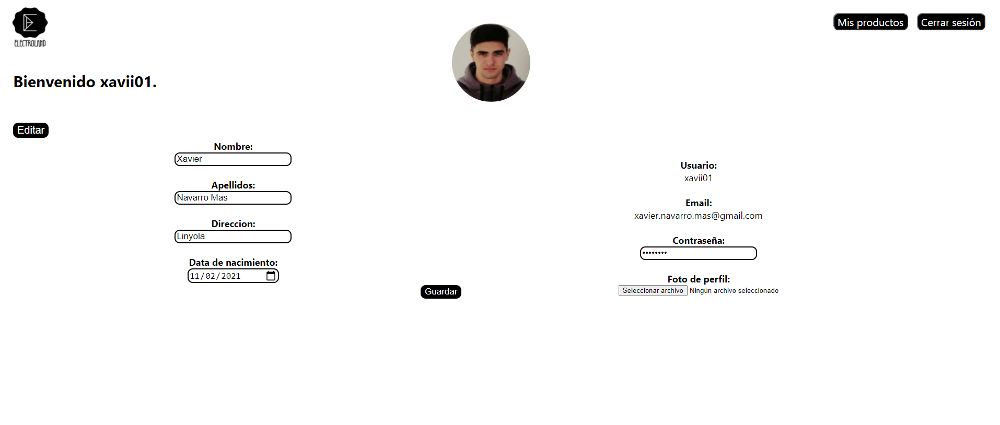 ELECTROLAND
Mis productos
Cerrar sesión
Bienvenido xavii01.
Editar
Nombre:
Xavier
Apellidos:
Navarro Mas
Direccion:
Linyola
Data de nacimiento:
11/02/2021
Usuario:
xavii01
Email:
xavier.navarro.mas@gmail.com
Contraseña:
••••••••
Foto de perfil:
Seleccionar archivo Ningún archivo seleccionado
Guardar